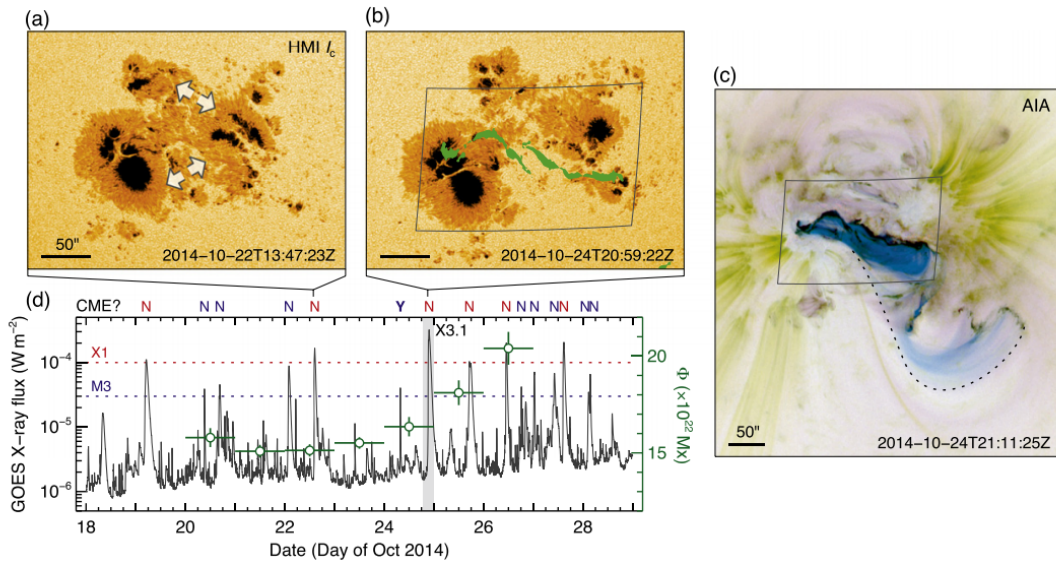 (a)
HMI Ic
50"
2014-10-22T13:47:23Z
(b)
2014-10-24T20:59:22Z
(c)
AIA
50"
2014-10-24T21:11:25Z
(d)
CME? N N N N N Y N N N N N N N N N
X3.1
X1
M3
GOES X-ray flux (W m−2)
10−4
10−5
10−6
18 20 22 24 26 28
Date (Day of Oct 2014)
20
15
Φ (×10²² Mx)